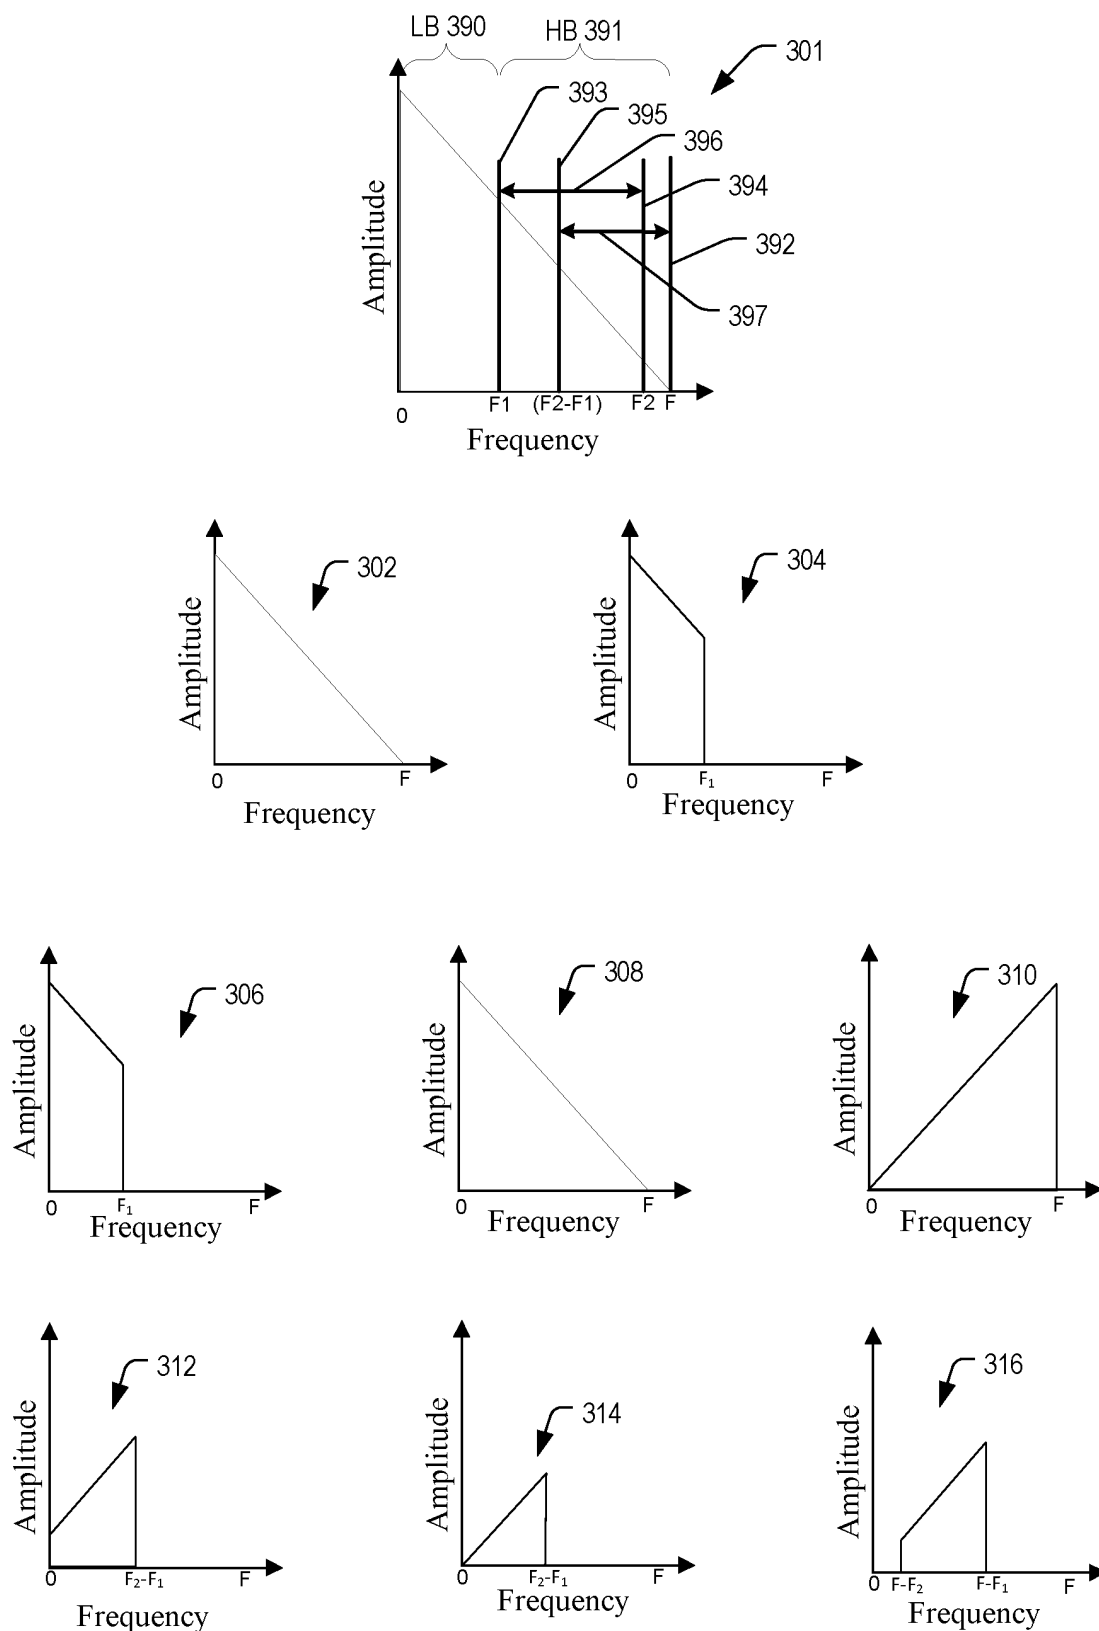 LB 390
HB 391
301
393
395
396
394
392
397
Amplitude
0
F1
(F2-F1)
F2
F
Frequency
302
Amplitude
0
F
Frequency
304
Amplitude
0
F₁
F
Frequency
306
Amplitude
0
F₁
F
Frequency
308
Amplitude
0
F
Frequency
310
Amplitude
0
F
Frequency
312
Amplitude
0
F₂-F₁
F
Frequency
314
Amplitude
0
F₂-F₁
F
Frequency
316
Amplitude
0
F-F₂
F-F₁
F
Frequency